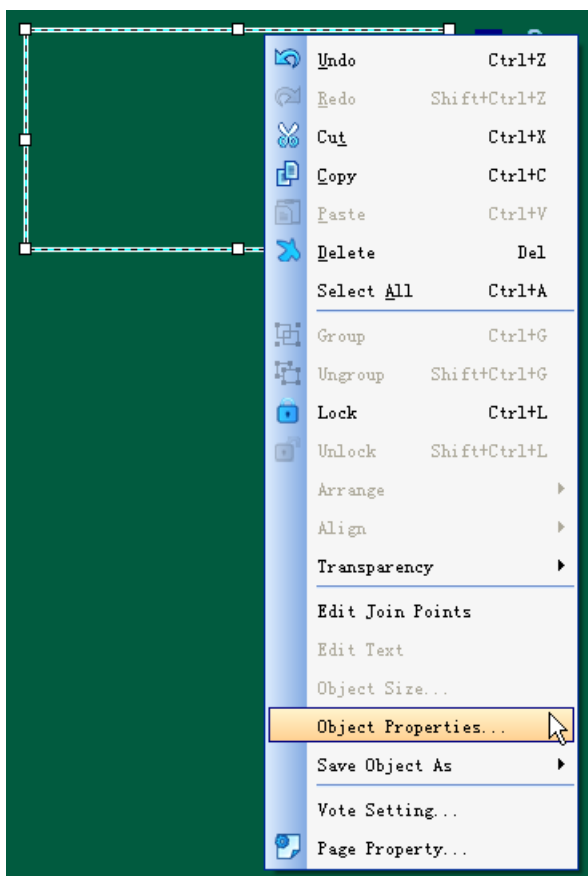 Undo Ctrl+Z
Redo Shift+Ctrl+Z
Cut Ctrl+X
Copy Ctrl+C
Paste Ctrl+V
Delete Del
Select All Ctrl+A
Group Ctrl+G
Ungroup Shift+Ctrl+G
Lock Ctrl+L
Unlock Shift+Ctrl+L
Arrange
Align
Transparency
Edit Join Points
Edit Text
Object Size...
Object Properties...
Save Object As
Vote Setting...
Page Property...